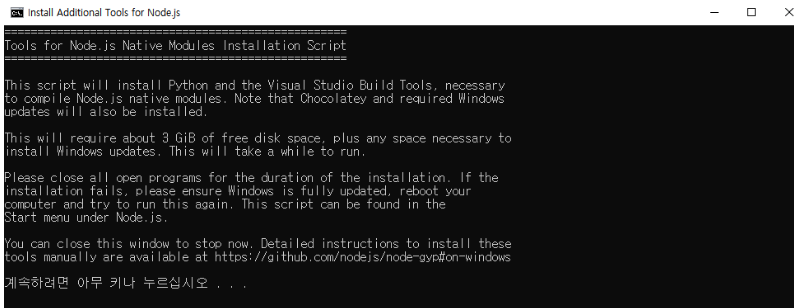 Install Additional Tools for Node.js
====================================================
Tools for Node.js Native Modules Installation Script
====================================================
This script will install Python and the Visual Studio Build Tools, necessary
to compile Node.js native modules. Note that Chocolatey and required Windows
updates will also be installed.
This will require about 3 GiB of free disk space, plus any space necessary to
install Windows updates. This will take a while to run.
Please close all open programs for the duration of the installation. If the
installation fails, please ensure Windows is fully updated, reboot your
computer and try to run this again. This script can be found in the
Start menu under Node.js.
You can close this window to stop now. Detailed instructions to install these
tools manually are available at https://github.com/nodejs/node-gyp#on-windows
계속하려면 아무 키나 누르십시오 . . .